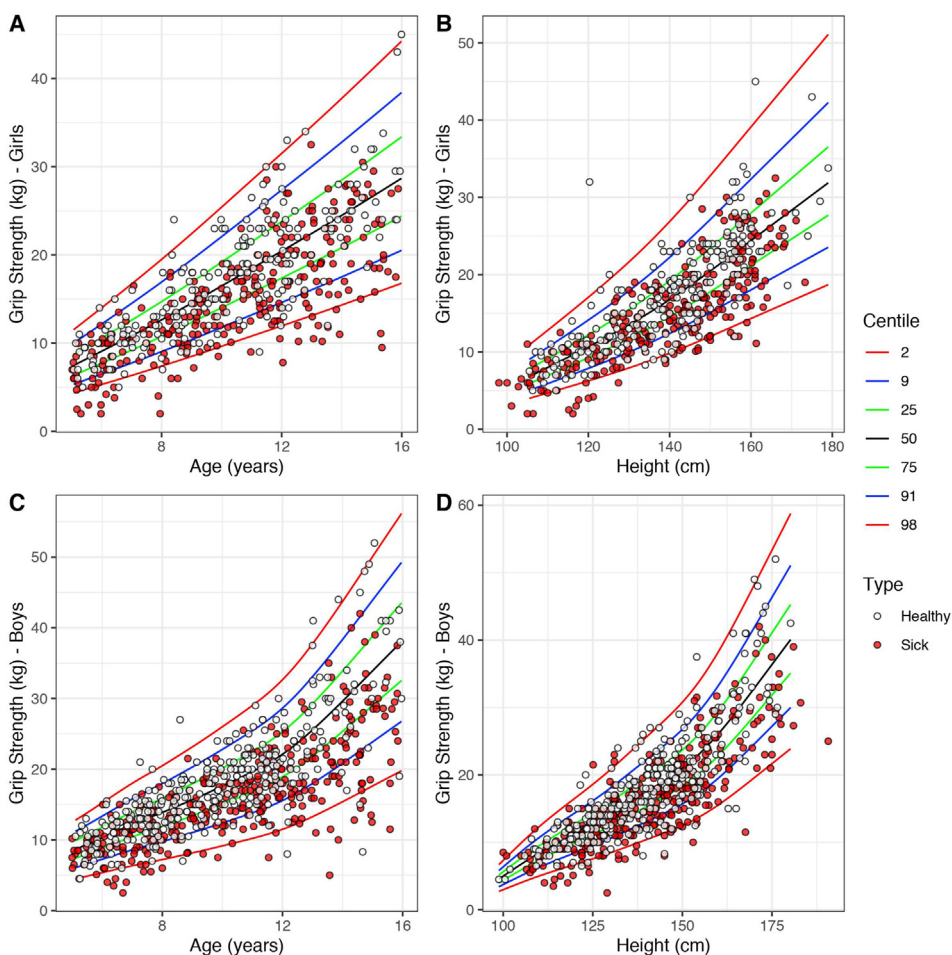 A
Grip Strength (kg) - Girls
40
30
20
10
0
8
12
16
Age (years)
B
Grip Strength (kg) - Girls
50
40
30
20
10
0
100
120
140
160
180
Height (cm)
C
Grip Strength (kg) - Boys
50
40
30
20
10
0
8
12
16
Age (years)
D
Grip Strength (kg) - Boys
60
40
20
0
100
125
150
175
Height (cm)
Centile
2
9
25
50
75
91
98
Type
Healthy
Sick